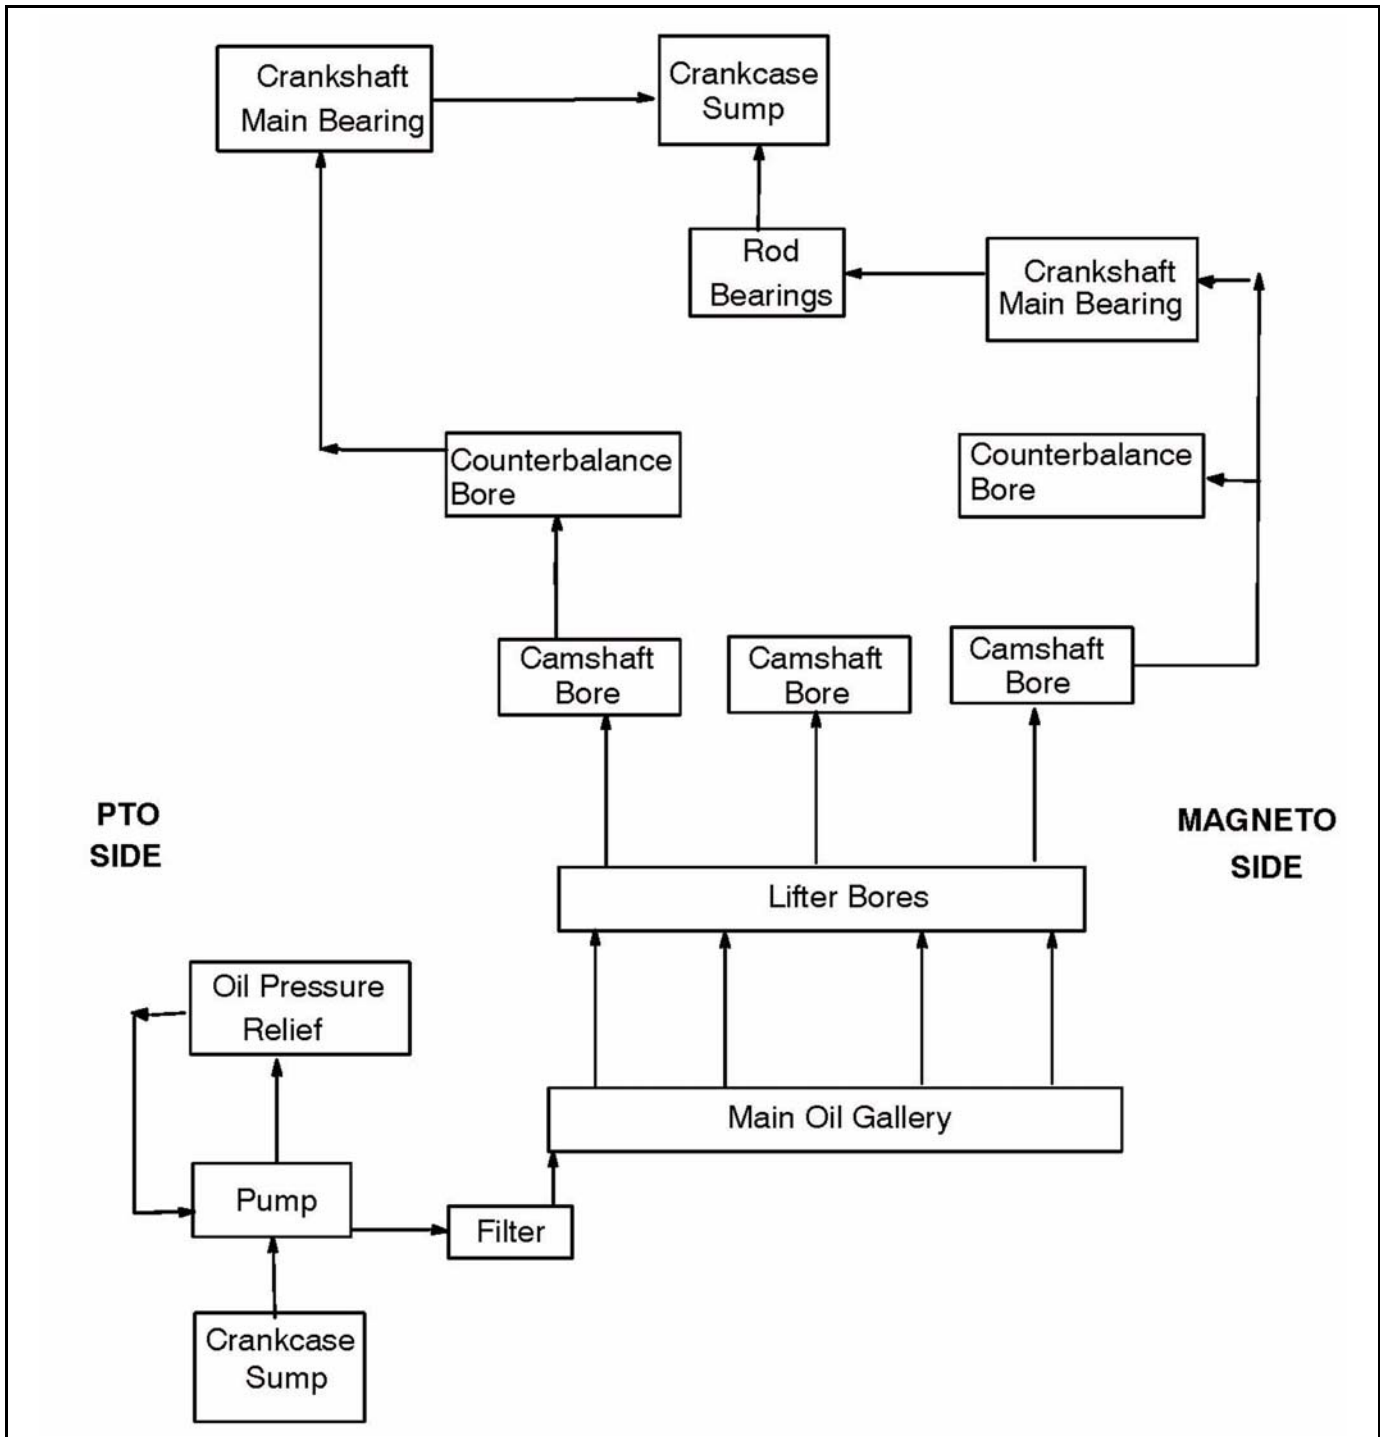 Crankshaft
Main Bearing
Crankcase
Sump
Rod
Bearings
Crankshaft
Main Bearing
Counterbalance
Bore
Counterbalance
Bore
Camshaft
Bore
Camshaft
Bore
Camshaft
Bore
PTO
SIDE
MAGNETO
SIDE
Lifter Bores
Oil Pressure
Relief
Main Oil Gallery
Pump
Filter
Crankcase
Sump